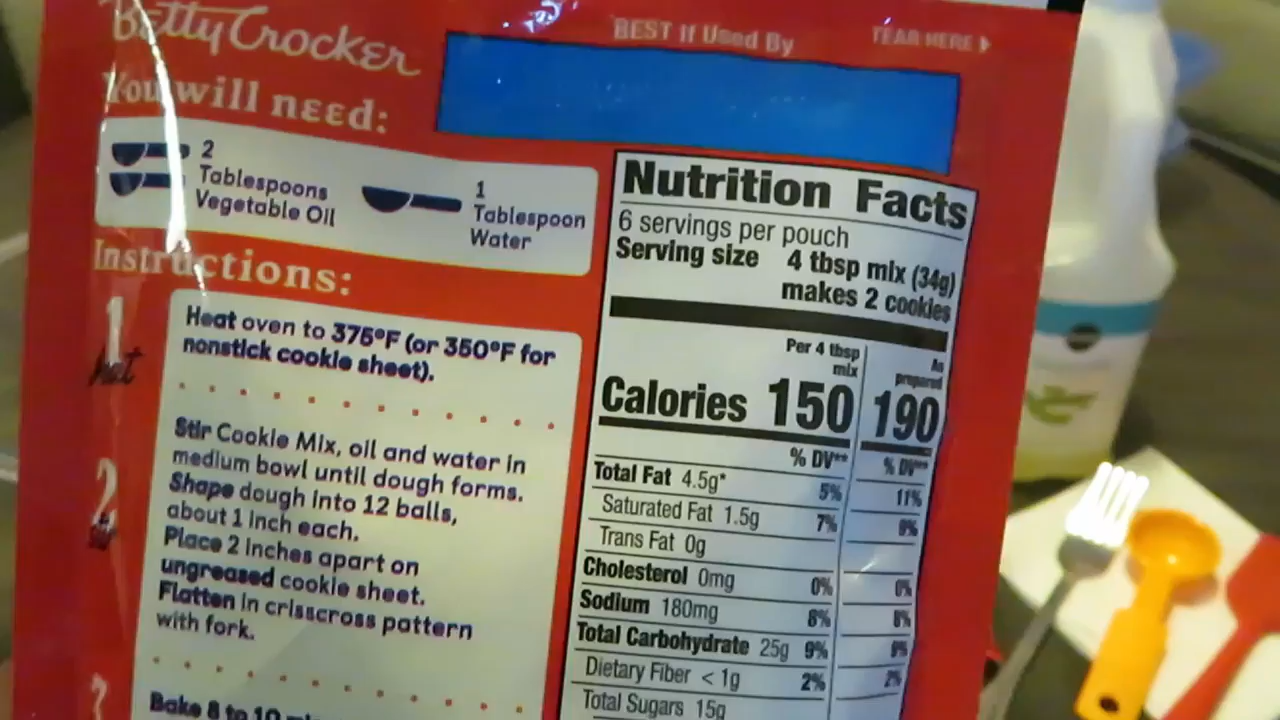 Betty Crocker
BEST If Used By
TEAR HERE
You will need:
2
Tablespoons
Vegetable Oil
1
Tablespoon
Water
Instructions:
1
Heat oven to 375°F (or 350°F for
nonstick cookie sheet).
2
Stir Cookie Mix, oil and water in
medium bowl until dough forms.
Shape dough into 12 balls,
about 1 inch each.
Place 2 inches apart on
ungreased cookie sheet.
Flatten in crisscross pattern
with fork.
3
Bake 8 to 10
Nutrition Facts
6 servings per pouch
Serving size 4 tbsp mix (34g)
makes 2 cookies
Per 4 tbsp
mix
As
prepared
Calories 150 190
% DV** % DV**
Total Fat 4.5g* 5% 11%
Saturated Fat 1.5g 7%
Trans Fat 0g
Cholesterol 0mg 0% 0%
Sodium 180mg 8% 8%
Total Carbohydrate 25g 9% 9%
Dietary Fiber <1g 2% 2%
Total Sugars 15g